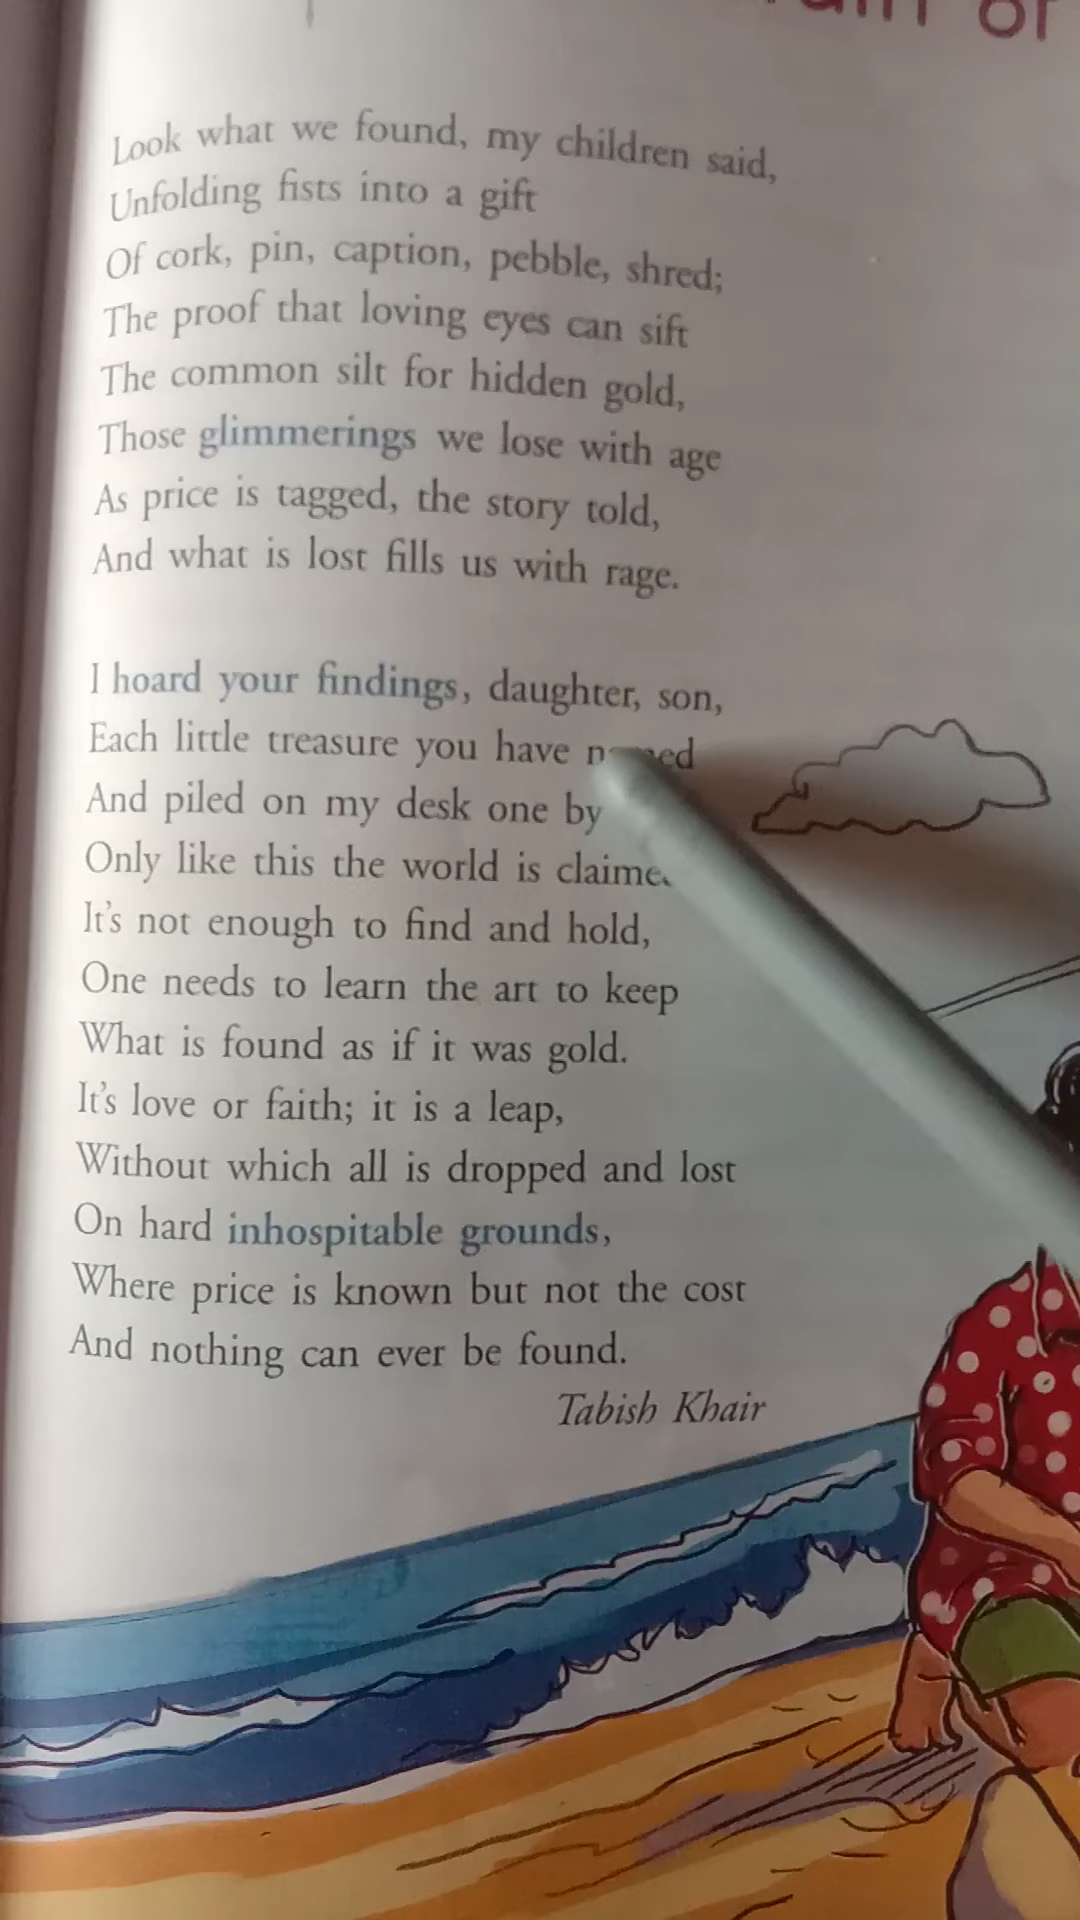 of
Look what we found, my children said,
Unfolding fists into a gift
Of cork, pin, caption, pebble, shred;
The proof that loving eyes can sift
The common silt for hidden gold,
Those glimmerings we lose with age
As price is tagged, the story told,
And what is lost fills us with rage.
I hoard your findings, daughter, son,
Each little treasure you have
And piled on my desk one by
Only like this the world is
It's not enough to find and hold,
One needs to learn the art to keep
What is found as if it was gold.
It's love or faith; it is a leap,
Without which all is dropped and lost
On hard inhospitable grounds,
Where price is known but not the cost
And nothing can ever be found.
Tabish Khair